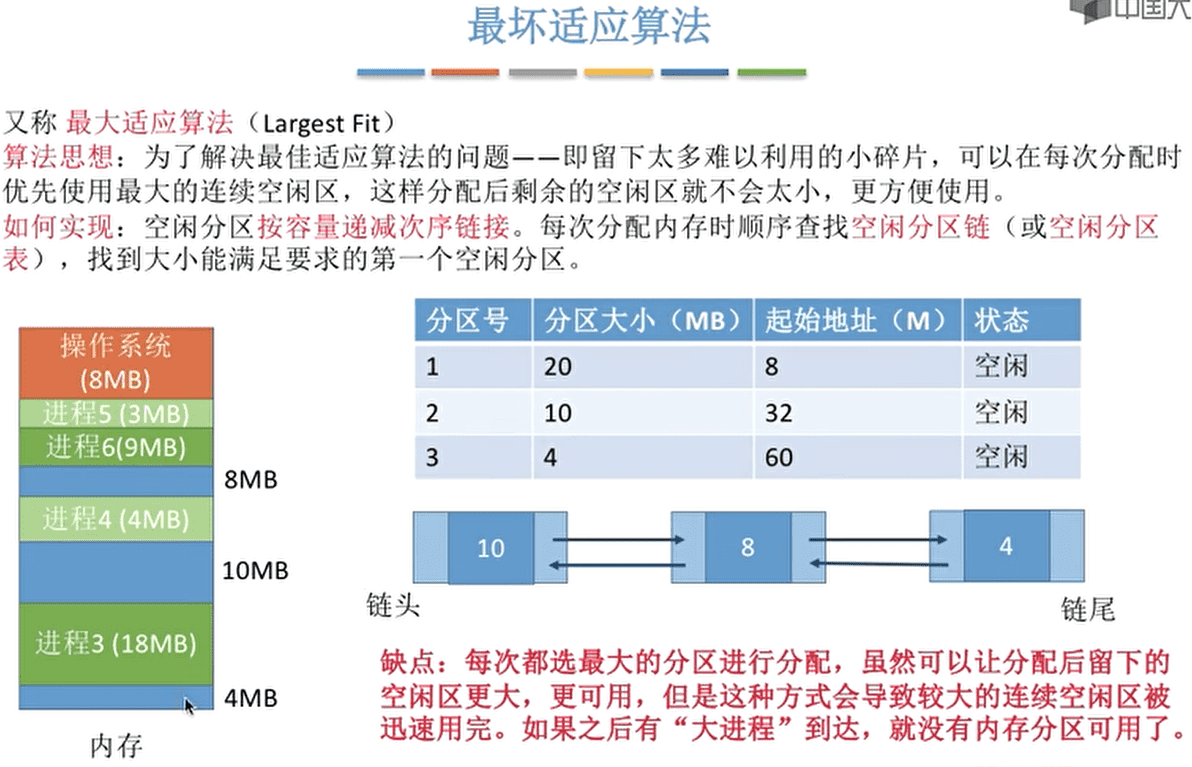 最坏适应算法
中国大
又称 最大适应算法（Largest Fit）
算法思想：为了解决最佳适应算法的问题——即留下太多难以利用的小碎片，可以在每次分配时
优先使用最大的连续空闲区，这样分配后剩余的空闲区就不会太小，更方便使用。
如何实现：空闲分区按容量递减次序链接。每次分配内存时顺序查找空闲分区链（或空闲分区
表），找到大小能满足要求的第一个空闲分区。
操作系统
(8MB)
进程5 (3MB)
进程6(9MB)
8MB
进程4 (4MB)
10MB
进程3 (18MB)
4MB
内存
分区号 分区大小（MB） 起始地址（M） 状态
1 20 8 空闲
2 10 32 空闲
3 4 60 空闲
10 8 4
链头 链尾
缺点：每次都选最大的分区进行分配，虽然可以让分配后留下的
空闲区更大，更可用，但是这种方式会导致较大的连续空闲区被
迅速用完。如果之后有“大进程”到达，就没有内存分区可用了。